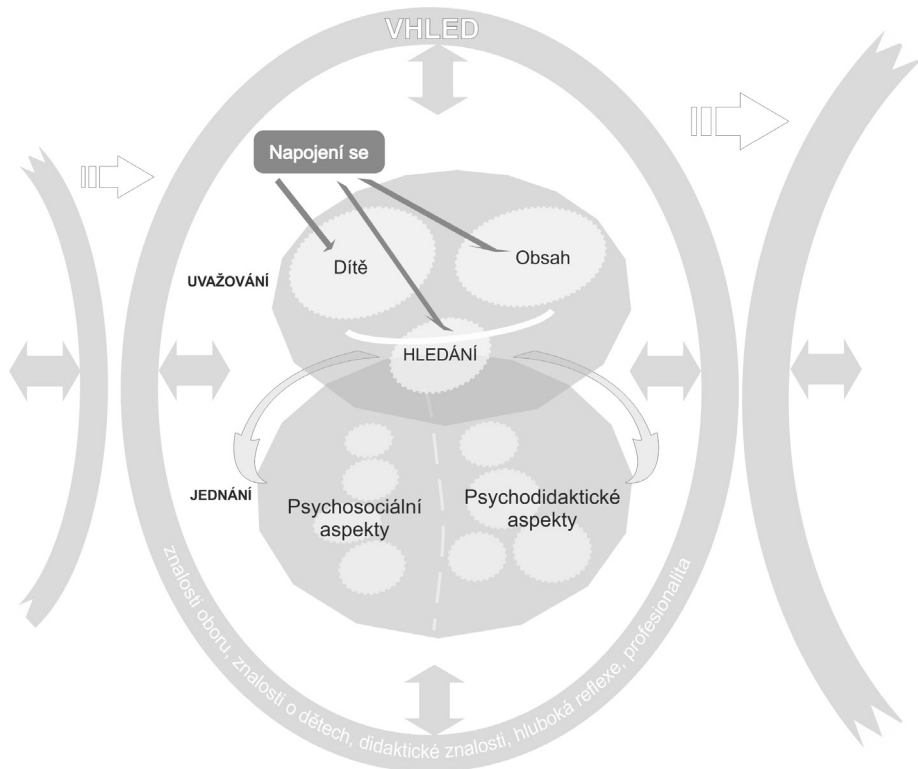 VHLED
Napojení se
Dítě
Obsah
UVAŽOVÁNÍ
HLEDÁNÍ
JEDNÁNÍ
Psychosociální
aspekty
Psychodidaktické
aspekty
znalosti oboru, znalosti o dětech, didaktické znalosti, hluboká reflexe, profesionalita